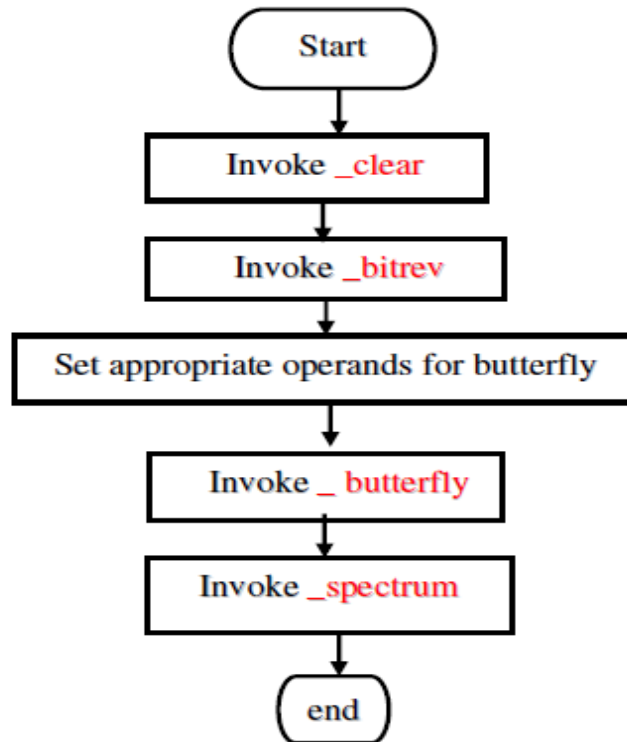 Start
Invoke _clear
Invoke _bitrev
Set appropriate operands for butterfly
Invoke _ butterfly
Invoke _spectrum
end